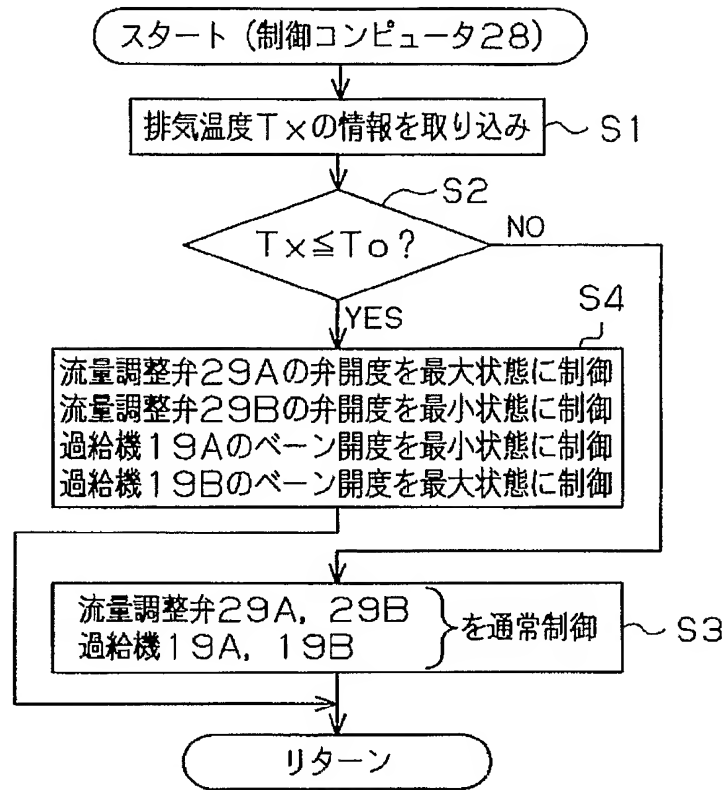 スタート（制御コンピュータ28）
排気温度Txの情報を取り込み
S1
S2
Tx≦To？
NO
YES
S4
流量調整弁29Aの弁開度を最大状態に制御
流量調整弁29Bの弁開度を最小状態に制御
過給機19Aのベーン開度を最小状態に制御
過給機19Bのベーン開度を最大状態に制御
流量調整弁29A，29B
過給機19A，19B
を通常制御
S3
リターン